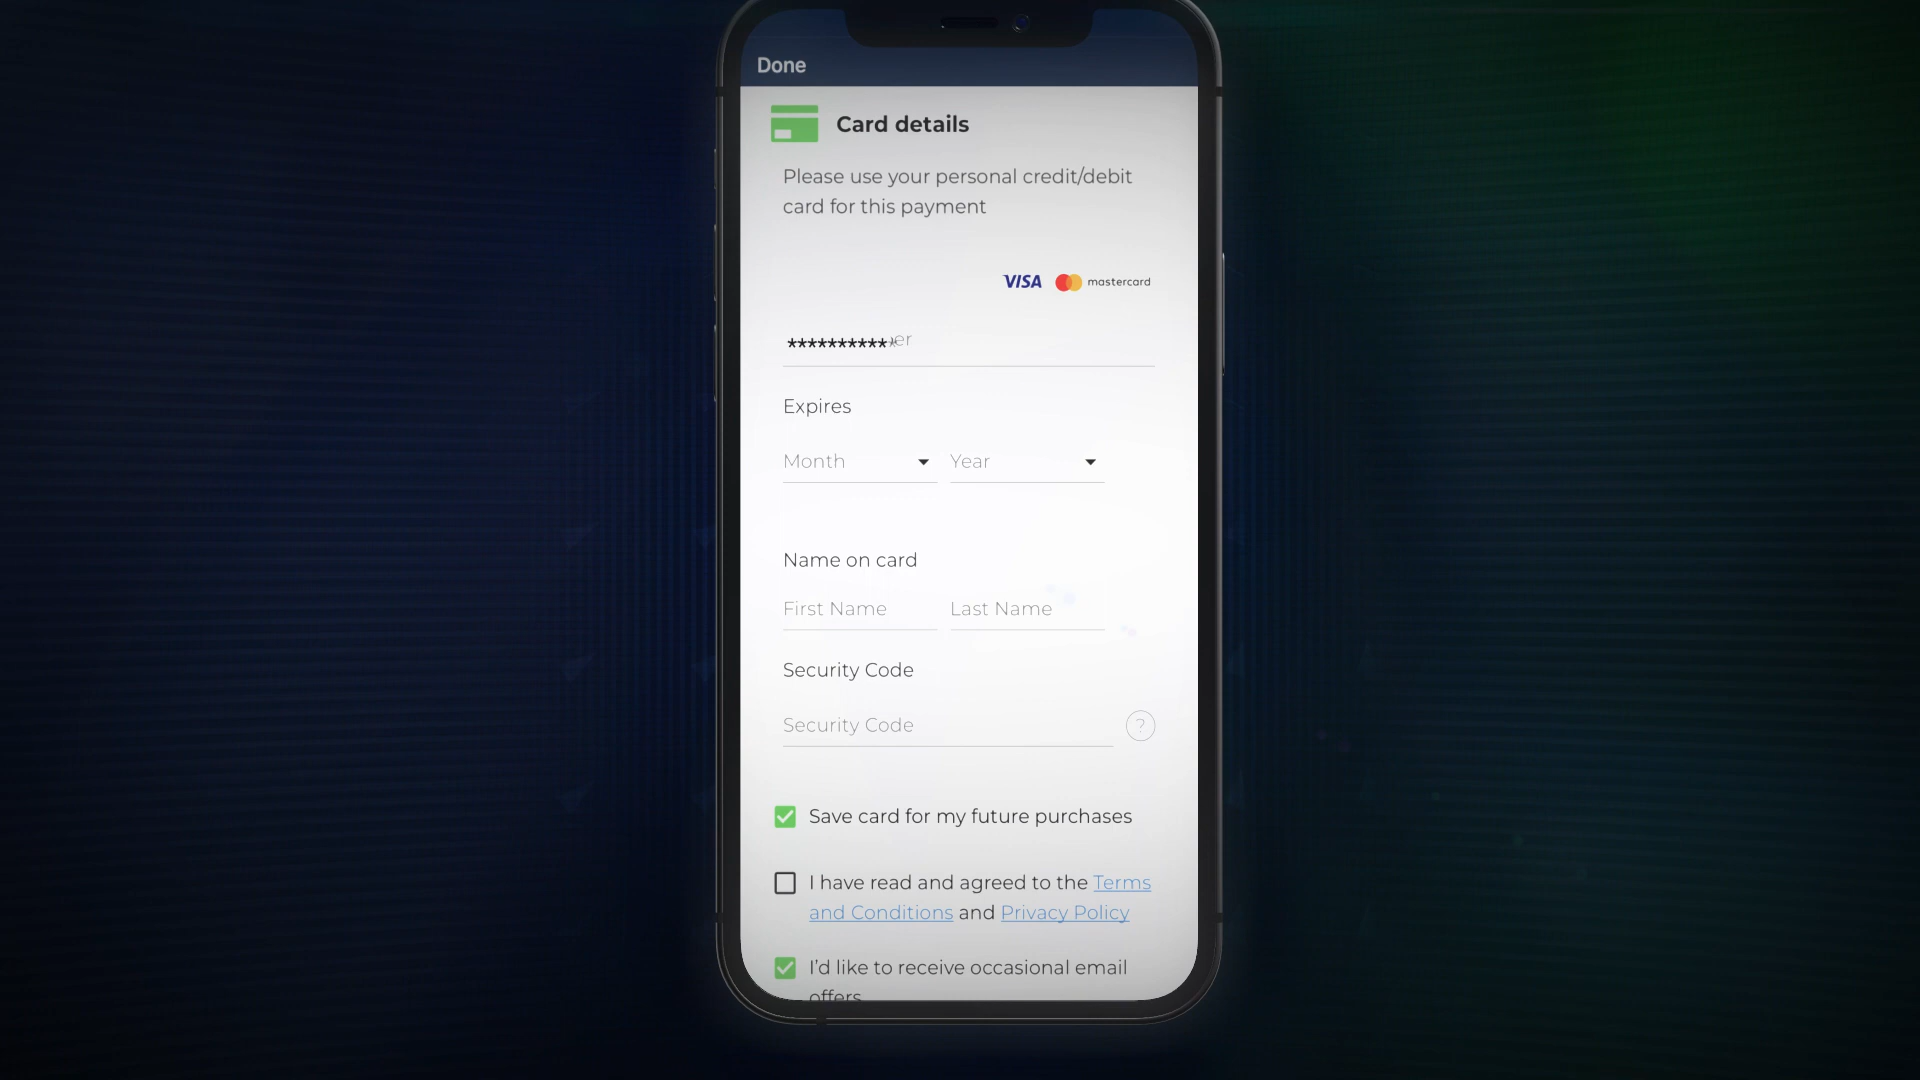 Done
Card details
Please use your personal credit/debit
card for this payment
VISA mastercard
***********er
Expires
Month Year
Name on card
First Name Last Name
Security Code
Security Code ?
Save card for my future purchases
I have read and agreed to the Terms
and Conditions and Privacy Policy
I'd like to receive occasional email
offers